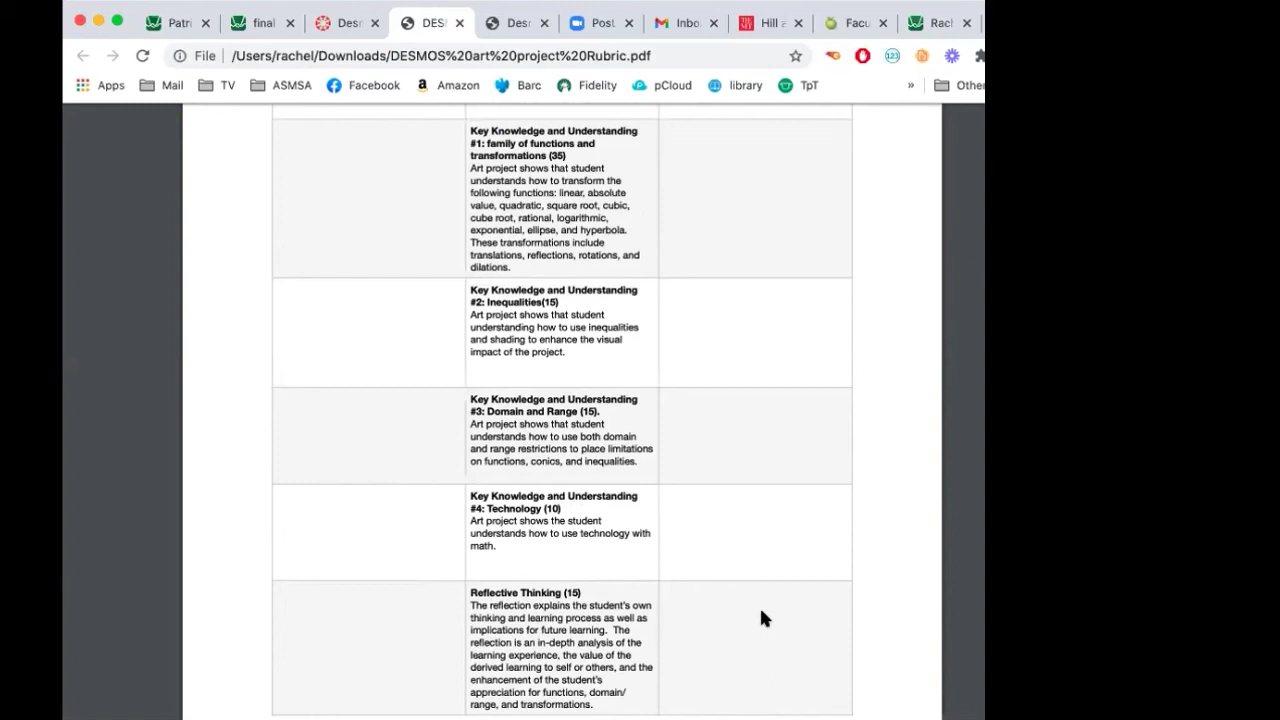 Patri
final
Desm
DES
Desr
Post
Inbo
Hill a
Facu
Rach
File
/Users/rachel/Downloads/DESMOS%20art%20project%20Rubric.pdf
123
Apps
Mail
TV
ASMSA
Facebook
Amazon
Barc
Fidelity
pCloud
library
TpT
»
Other
Key Knowledge and Understanding
#1: family of functions and
transformations (35)
Art project shows that student
understands how to transform the
following functions: linear, absolute
value, quadratic, square root, cubic,
cube root, rational, logarithmic,
exponential, ellipse, and hyperbola.
These transformations include
translations, reflections, rotations, and
dilations.
Key Knowledge and Understanding
#2: Inequalities(15)
Art project shows that student
understanding how to use inequalities
and shading to enhance the visual
impact of the project.
Key Knowledge and Understanding
#3: Domain and Range (15).
Art project shows that student
understands how to use both domain
and range restrictions to place limitations
on functions, conics, and inequalities.
Key Knowledge and Understanding
#4: Technology (10)
Art project shows the student
understands how to use technology with
math.
Reflective Thinking (15)
The reflection explains the student's own
thinking and learning process as well as
implications for future learning.  The
reflection is an in-depth analysis of the
learning experience, the value of the
derived learning to self or others, and the
enhancement of the student's
appreciation for functions, domain/
range, and transformations.